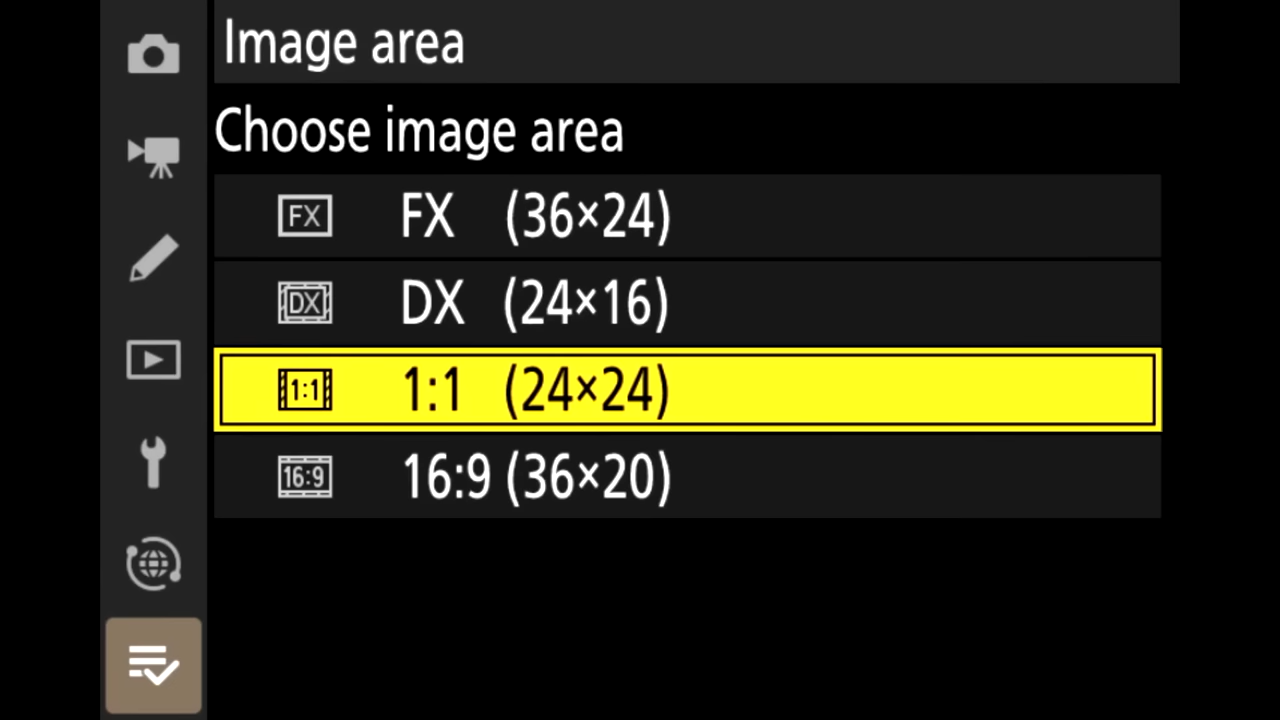 Image area
Choose image area
FX FX (36×24)
DX DX (24×16)
1:1 1:1 (24×24)
16:9 16:9 (36×20)